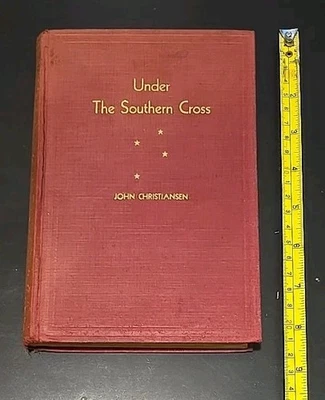 Under
The Southern Cross
JOHN CHRISTIANSEN